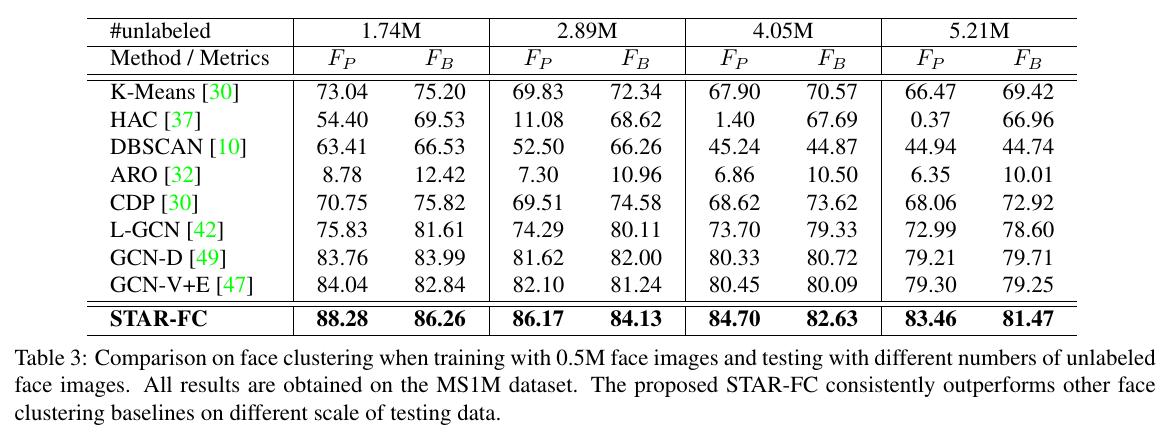 #unlabeled 1.74M 2.89M 4.05M 5.21M
Method / Metrics F_P F_B F_P F_B F_P F_B F_P F_B
K-Means [30] 73.04 75.20 69.83 72.34 67.90 70.57 66.47 69.42
HAC [37] 54.40 69.53 11.08 68.62 1.40 67.69 0.37 66.96
DBSCAN [10] 63.41 66.53 52.50 66.26 45.24 44.87 44.94 44.74
ARO [32] 8.78 12.42 7.30 10.96 6.86 10.50 6.35 10.01
CDP [30] 70.75 75.82 69.51 74.58 68.62 73.62 68.06 72.92
L-GCN [42] 75.83 81.61 74.29 80.11 73.70 79.33 72.99 78.60
GCN-D [49] 83.76 83.99 81.62 82.00 80.33 80.72 79.21 79.71
GCN-V+E [47] 84.04 82.84 82.10 81.24 80.45 80.09 79.30 79.25
STAR-FC 88.28 86.26 86.17 84.13 84.70 82.63 83.46 81.47
Table 3: Comparison on face clustering when training with 0.5M face images and testing with different numbers of unlabeled
face images. All results are obtained on the MS1M dataset. The proposed STAR-FC consistently outperforms other face
clustering baselines on different scale of testing data.